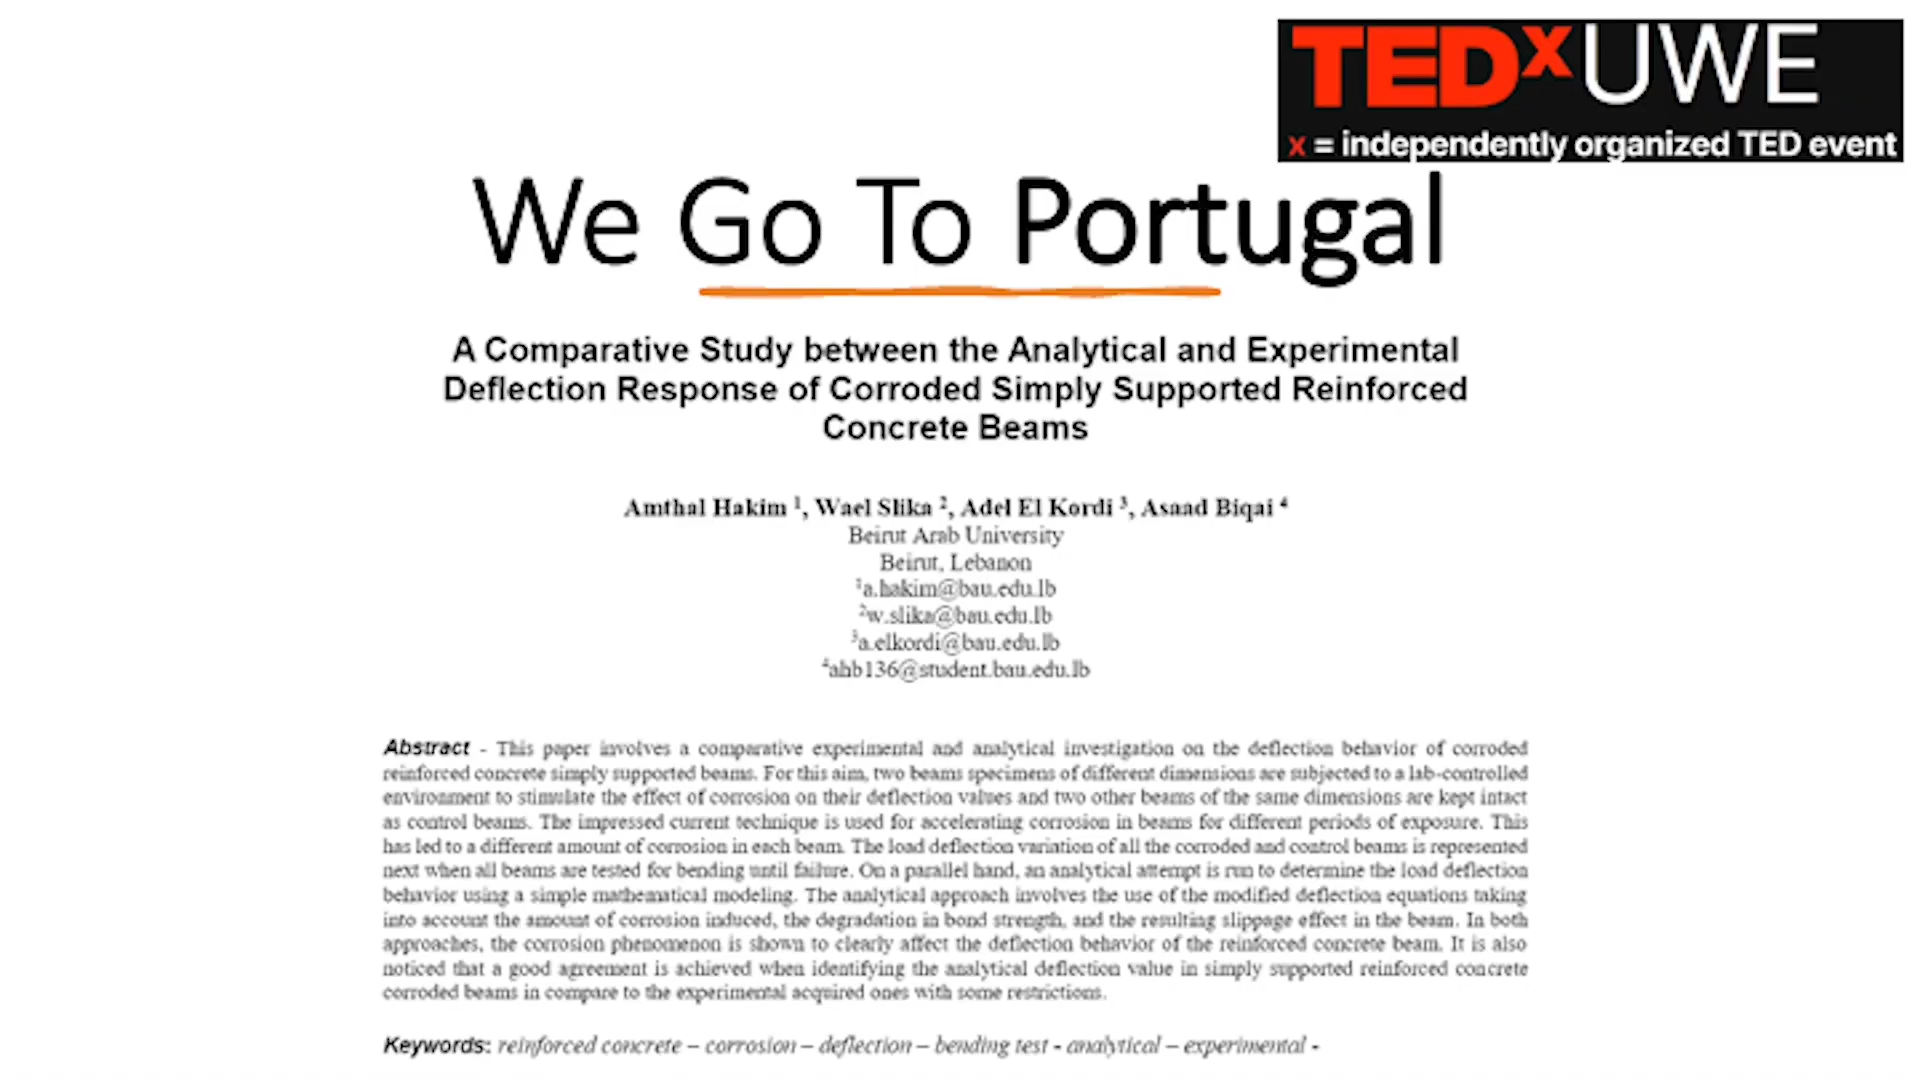 TEDxUWE
x = independently organized TED event
We Go To Portugal
A Comparative Study between the Analytical and Experimental
Deflection Response of Corroded Simply Supported Reinforced
Concrete Beams
Amthal Hakim ¹, Wael Slika ², Adel El Kordi ³, Asaad Biqai ⁴
Beirut Arab University
Beirut, Lebanon
¹a.hakim@bau.edu.lb
²w.slika@bau.edu.lb
³a.elkordi@bau.edu.lb
⁴ahb136@student.bau.edu.lb
Abstract - This paper involves a comparative experimental and analytical investigation on the deflection behavior of corroded
reinforced concrete simply supported beams. For this aim, two beams specimens of different dimensions are subjected to a lab-controlled
environment to stimulate the effect of corrosion on their deflection values and two other beams of the same dimensions are kept intact
as control beams. The impressed current technique is used for accelerating corrosion in beams for different periods of exposure. This
has led to a different amount of corrosion in each beam. The load deflection variation of all the corroded and control beams is represented
next when all beams are tested for bending until failure. On a parallel hand, an analytical attempt is run to determine the load deflection
behavior using a simple mathematical modeling. The analytical approach involves the use of the modified deflection equations taking
into account the amount of corrosion induced, the degradation in bond strength, and the resulting slippage effect in the beam. In both
approaches, the corrosion phenomenon is shown to clearly affect the deflection behavior of the reinforced concrete beam. It is also
noticed that a good agreement is achieved when identifying the analytical deflection value in simply supported reinforced concrete
corroded beams in compare to the experimental acquired ones with some restrictions.
Keywords: reinforced concrete – corrosion – deflection – bending test - analytical – experimental -